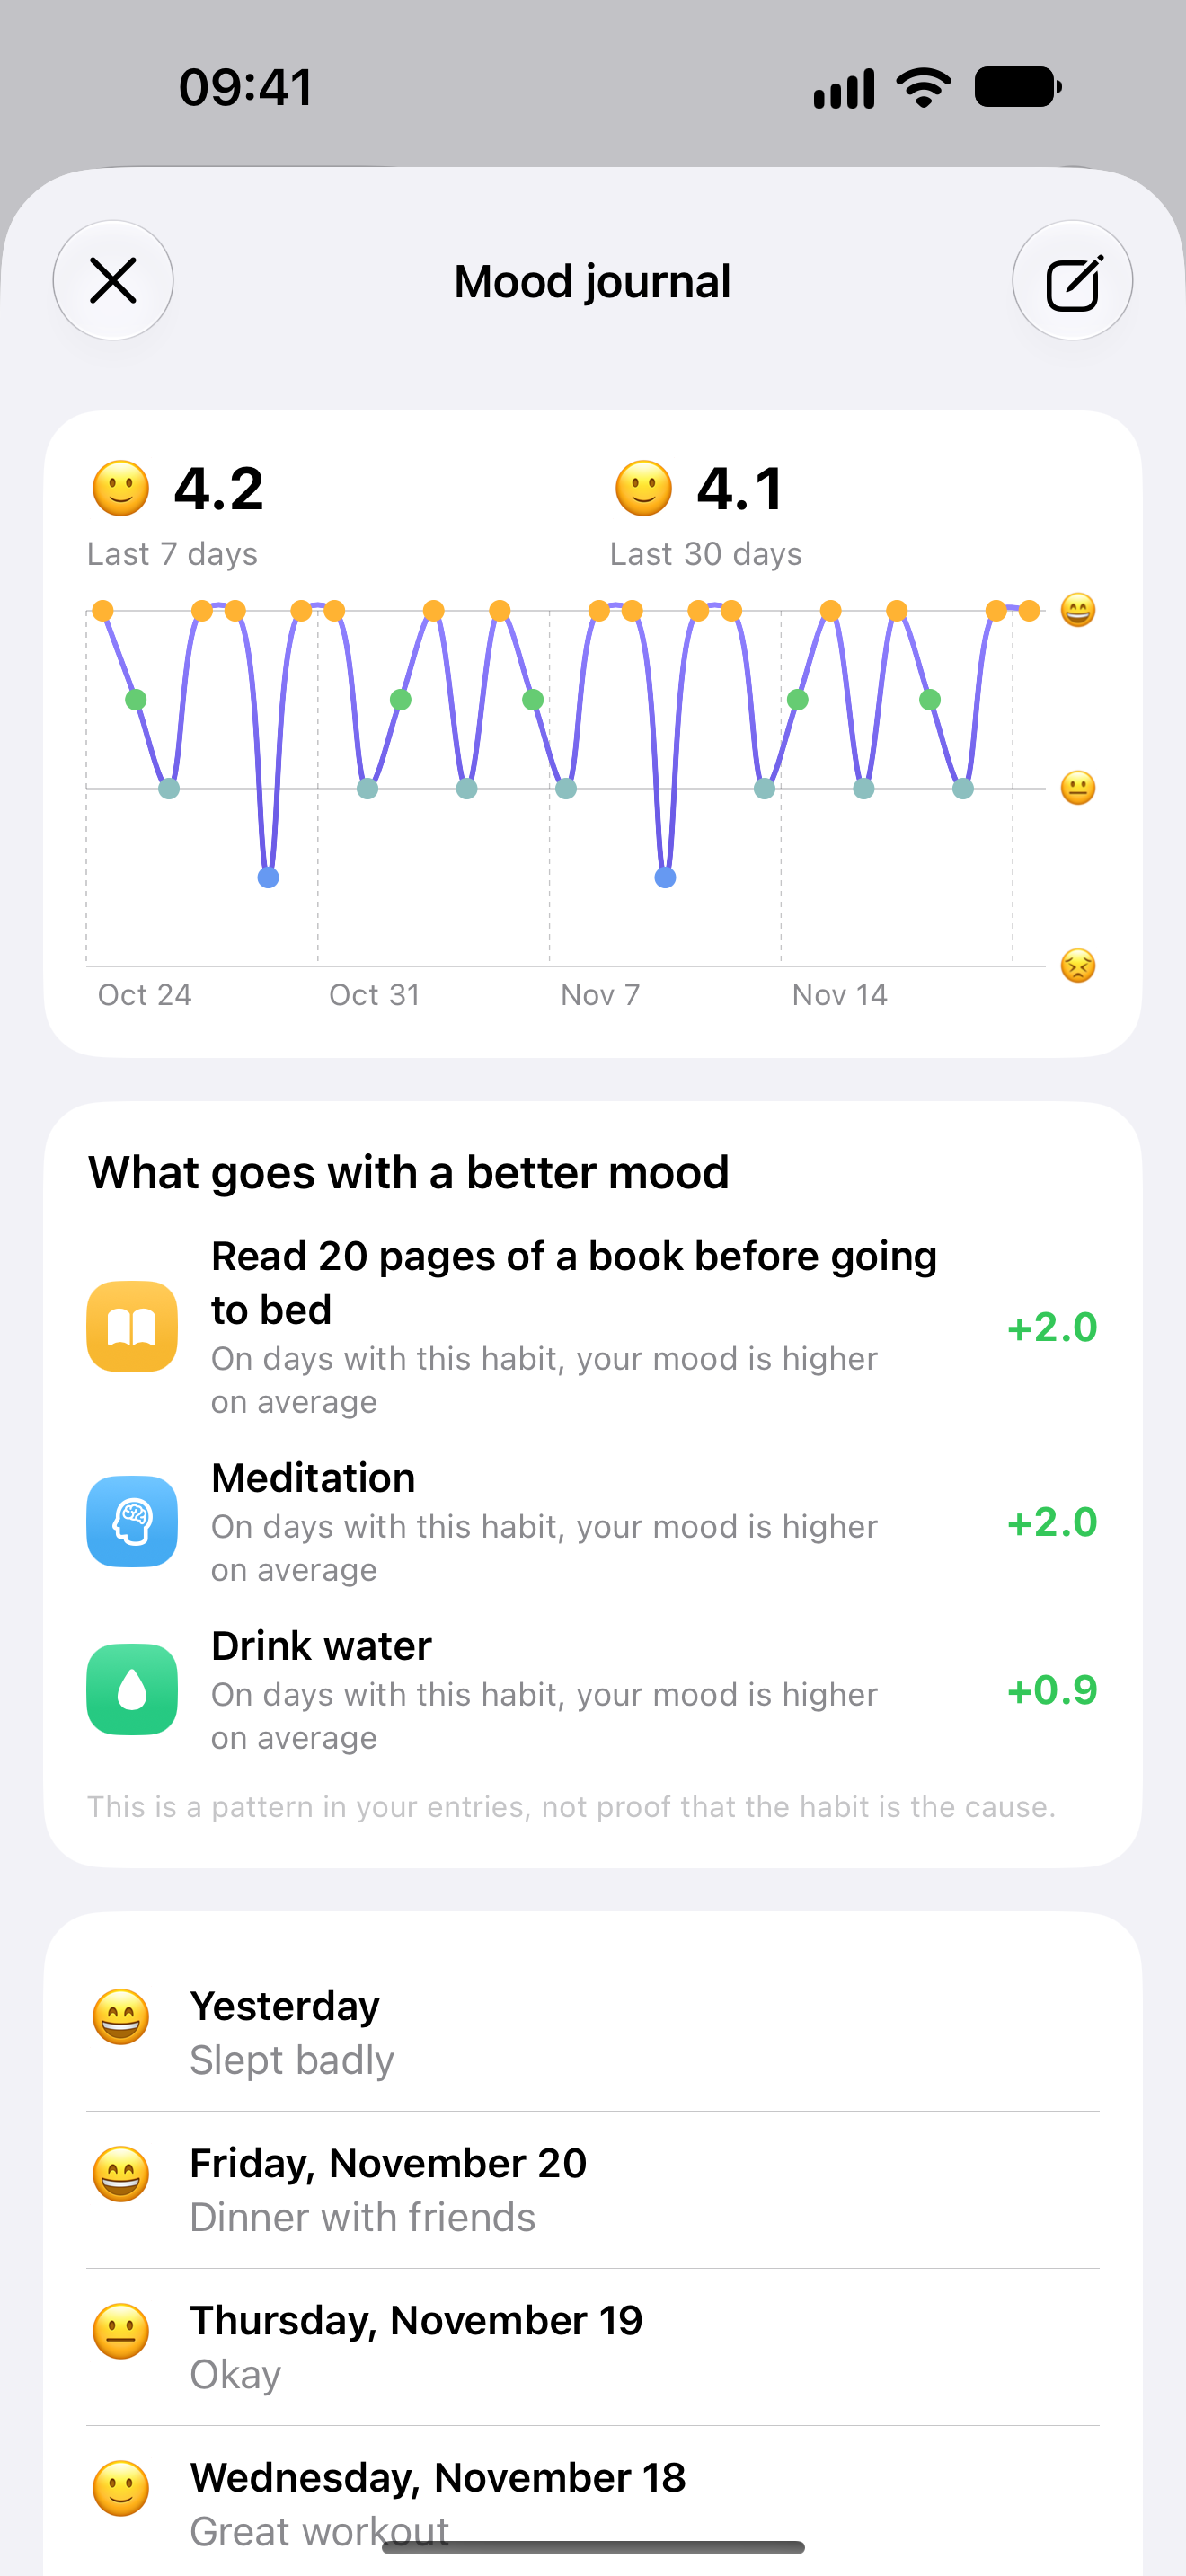 09:41
Mood journal
4.2
4.1
Last 7 days
Last 30 days
Oct 24
Oct 31
Nov 7
Nov 14
What goes with a better mood
Read 20 pages of a book before going
to bed
On days with this habit, your mood is higher
on average
+2.0
Meditation
On days with this habit, your mood is higher
on average
+2.0
Drink water
On days with this habit, your mood is higher
on average
+0.9
This is a pattern in your entries, not proof that the habit is the cause.
Yesterday
Slept badly
Friday, November 20
Dinner with friends
Thursday, November 19
Okay
Wednesday, November 18
Great workout